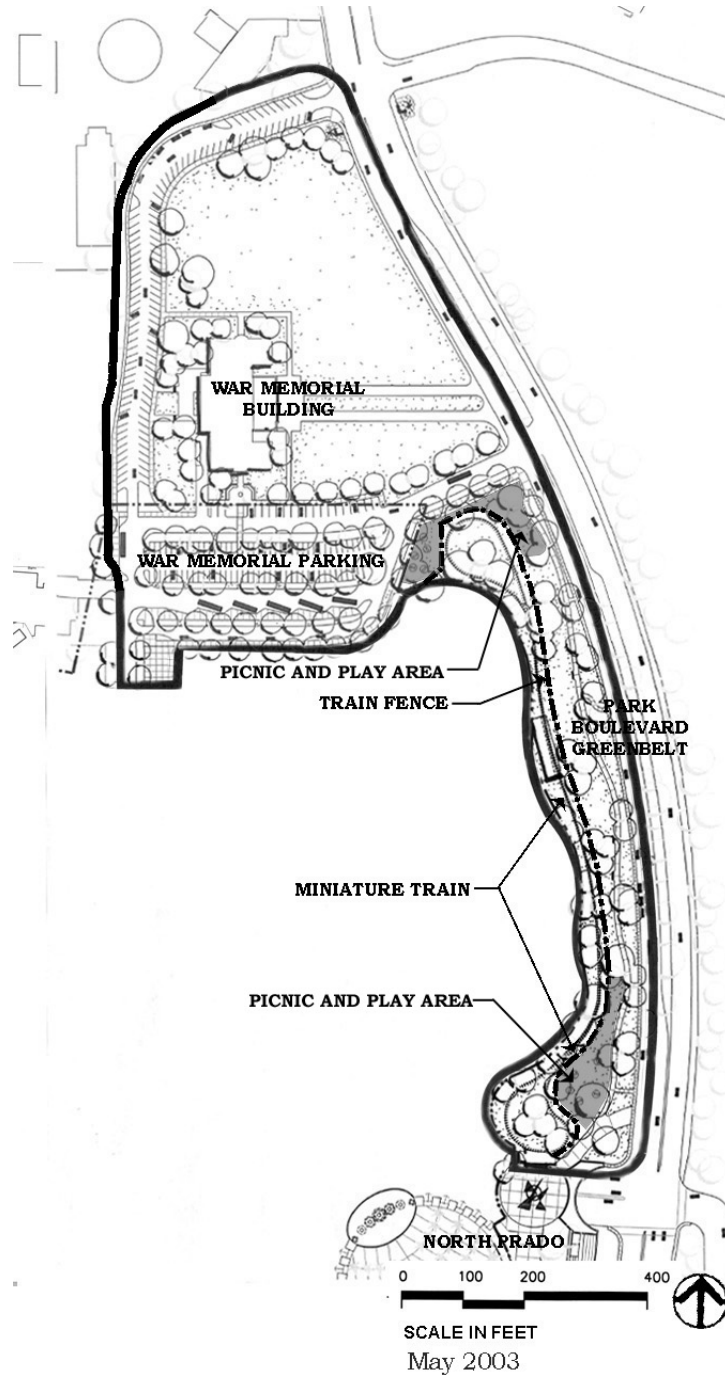 WAR MEMORIAL
BUILDING
WAR MEMORIAL PARKING
PICNIC AND PLAY AREA
TRAIN FENCE
PARK
BOULEVARD
GREENBELT
MINIATURE TRAIN
PICNIC AND PLAY AREA
NORTH PRADO
0 100 200 400
SCALE IN FEET
May 2003